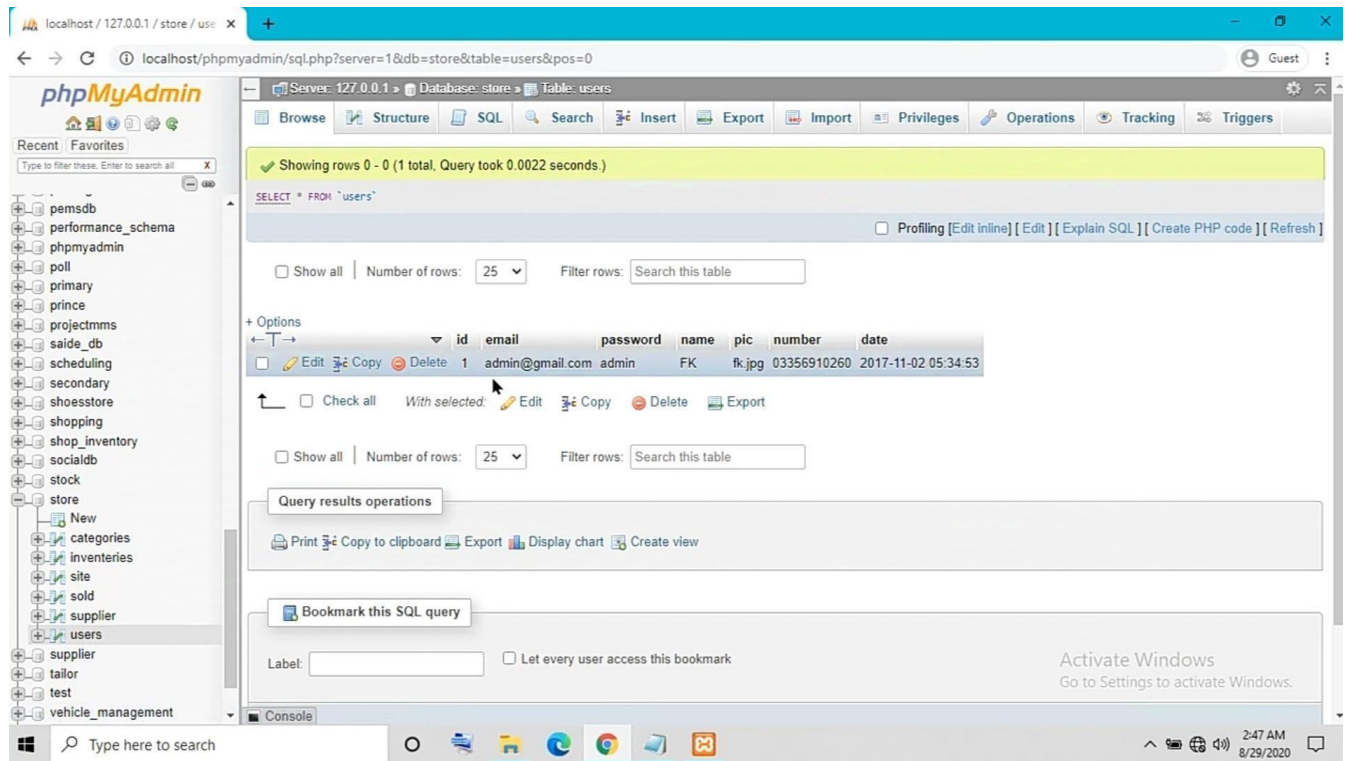 localhost / 127.0.0.1 / store / use
localhost/phpmyadmin/sql.php?server=1&db=store&table=users&pos=0
Guest
phpMyAdmin
Recent Favorites
Type to filter these, Enter to search all X
pemsdb
performance_schema
phpmyadmin
poll
primary
prince
projectmms
saide_db
scheduling
secondary
shoesstore
shopping
shop_inventory
socialdb
stock
store
New
categories
inventeries
site
sold
supplier
users
supplier
tailor
test
vehicle_management
Server: 127.0.0.1 » Database: store » Table: users
Browse Structure SQL Search Insert Export Import Privileges Operations Tracking Triggers
Showing rows 0 - 0 (1 total, Query took 0.0022 seconds.)
SELECT * FROM `users`
Profiling [Edit inline] [ Edit ] [ Explain SQL ] [ Create PHP code ] [ Refresh ]
Show all Number of rows: 25 Filter rows: Search this table
+ Options
←T→ id email password name pic number date
Edit Copy Delete 1 admin@gmail.com admin FK fk.jpg 03356910260 2017-11-02 05:34:53
Check all With selected: Edit Copy Delete Export
Show all Number of rows: 25 Filter rows: Search this table
Query results operations
Print Copy to clipboard Export Display chart Create view
Bookmark this SQL query
Label: Let every user access this bookmark
Activate Windows
Go to Settings to activate Windows.
Console
Type here to search
2:47 AM
8/29/2020